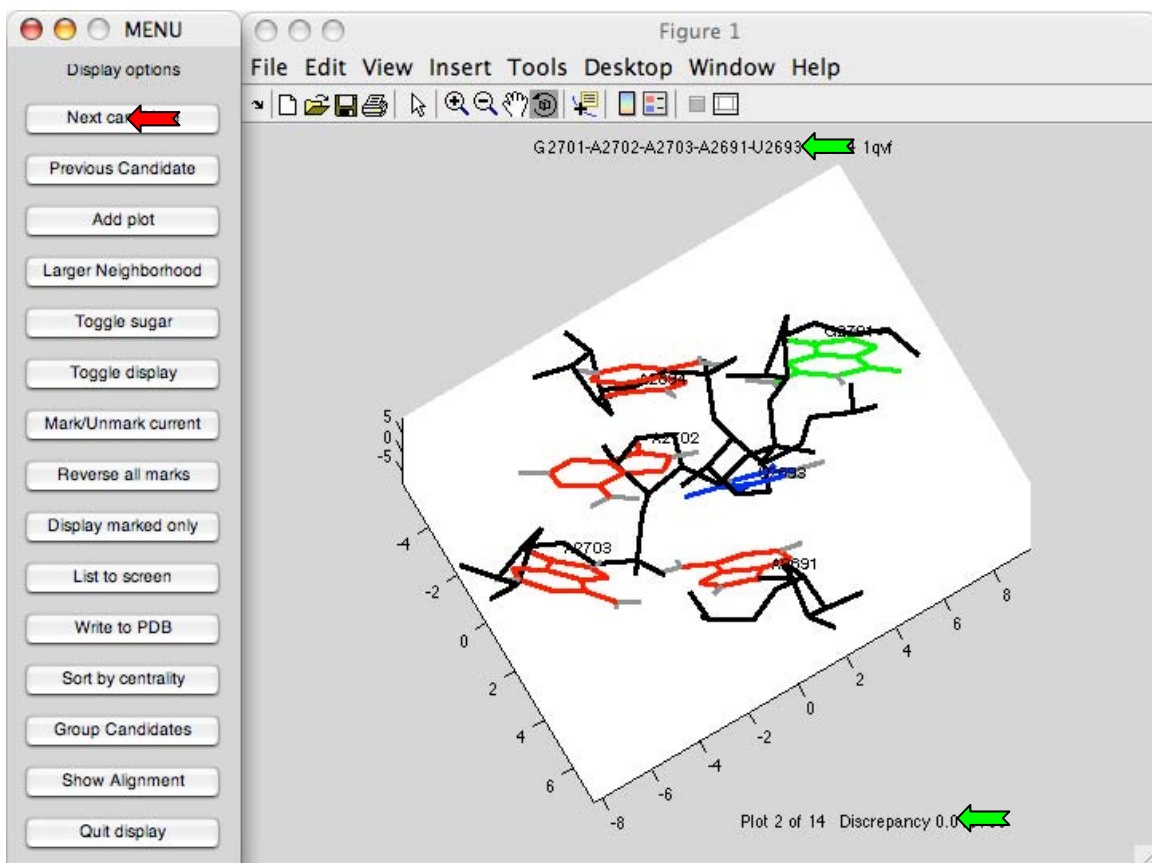 MENU
Display options
Next
Previous Candidate
Add plot
Larger Neighborhood
Toggle sugar
Toggle display
Mark/Unmark current
Reverse all marks
Display marked only
List to screen
Write to PDB
Sort by centrality
Group Candidates
Show Alignment
Quit display
Figure 1
File Edit View Insert Tools Desktop Window Help
G2701-A2702-A2703-A2691-U2693 1qvf
G2701
A2694
A2702
A2703
A2691
5
0
-5
-4
-2
0
2
4
6
-8
-6
-4
-2
0
2
4
6
8
Plot 2 of 14 Discrepancy 0.0